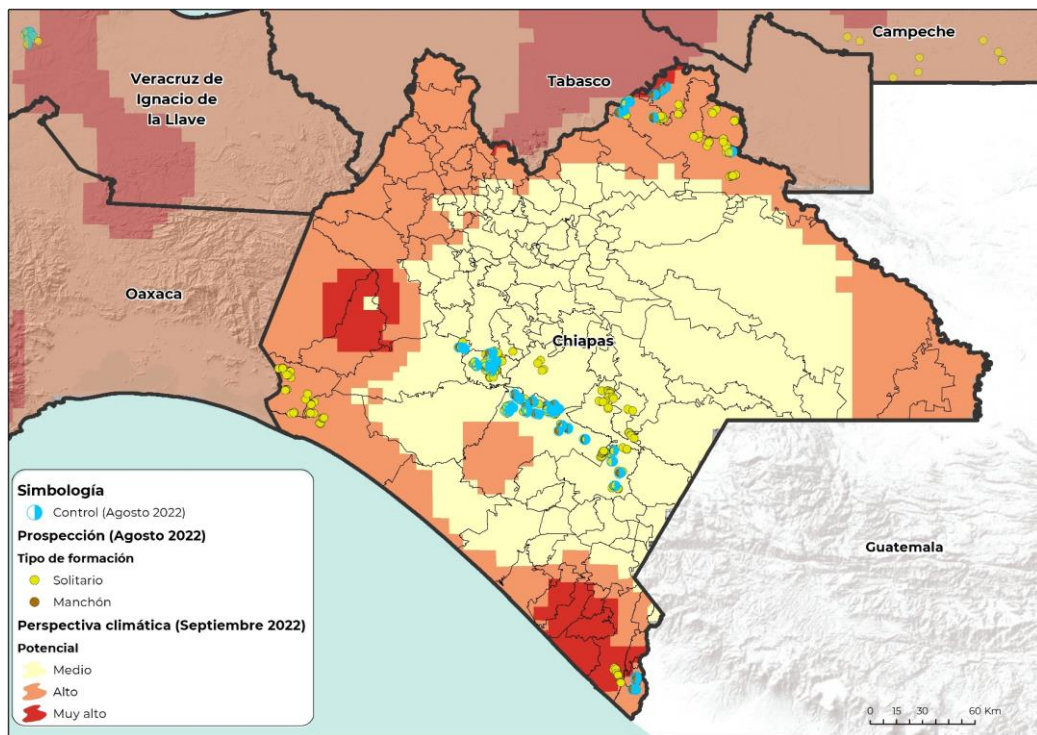 Campeche
Tabasco
Veracruz de
Ignacio de
la Llave
Oaxaca
Chiapas
Guatemala
Simbología
Control (Agosto 2022)
Prospección (Agosto 2022)
Tipo de formación
Solitario
Manchón
Perspectiva climática (Septiembre 2022)
Potencial
Medio
Alto
Muy alto
0 15 30 60 Km